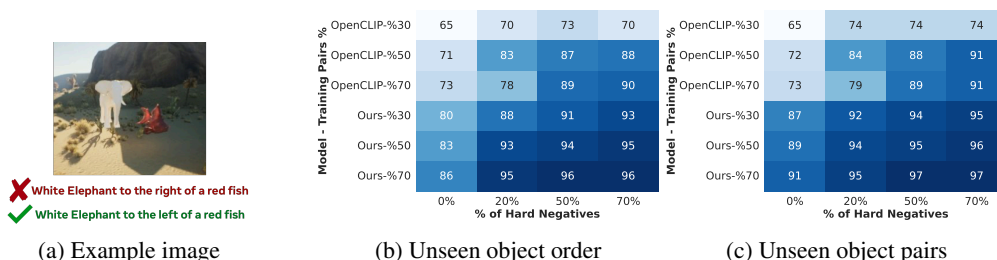 White Elephant to the right of a red fish
White Elephant to the left of a red fish
(a) Example image
Model - Training Pairs %
OpenCLIP-%30 65 70 73 70
OpenCLIP-%50 71 83 87 88
OpenCLIP-%70 73 78 89 90
Ours-%30 80 88 91 93
Ours-%50 83 93 94 95
Ours-%70 86 95 96 96
0% 20% 50% 70%
% of Hard Negatives
(b) Unseen object order
Model - Training Pairs %
OpenCLIP-%30 65 74 74 74
OpenCLIP-%50 72 84 88 91
OpenCLIP-%70 73 79 89 91
Ours-%30 87 92 94 95
Ours-%50 89 94 95 96
Ours-%70 91 95 97 97
0% 20% 50% 70%
% of Hard Negatives
(c) Unseen object pairs